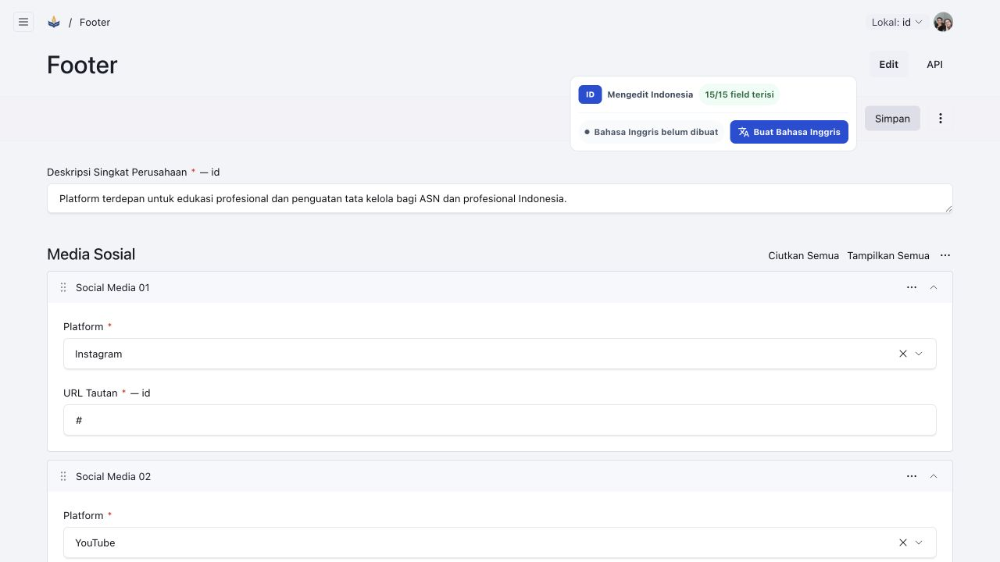 / Footer
Lokal: id
Footer
Edit
API
ID Mengedit Indonesia 15/15 field terisi
Bahasa Inggris belum dibuat
Buat Bahasa Inggris
Simpan
Deskripsi Singkat Perusahaan * — id
Platform terdepan untuk edukasi profesional dan penguatan tata kelola bagi ASN dan profesional Indonesia.
Media Sosial
Ciutkan Semua
Tampilkan Semua
Social Media 01
Platform *
Instagram
URL Tautan * — id
#
Social Media 02
Platform *
YouTube